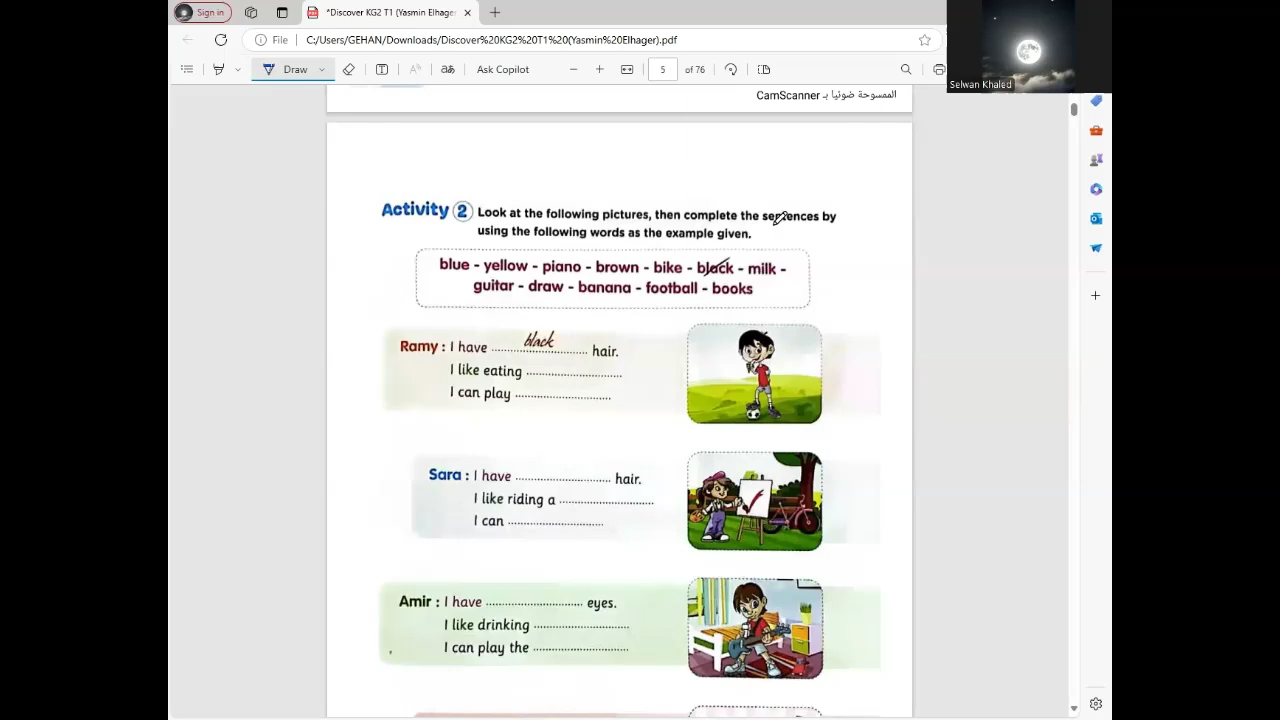 Sign in
*Discover KG2 T1 (Yasmin Elhager
File
C:/Users/GEHAN/Downloads/Discover%20KG2%20T1%20(Yasmin%20Elhager).pdf
Draw
Ask Copilot
5 of 76
Selwan Khaled
الممسوحة ضوئيا بـ CamScanner
Activity 2 Look at the following pictures, then complete the sentences by
using the following words as the example given.
blue - yellow - piano - brown - bike - black - milk -
guitar - draw - banana - football - books
Ramy : I have ....black.... hair.
I like eating ..........................
I can play ..........................
Sara : I have .......................... hair.
I like riding a ..........................
I can ..........................
Amir : I have .......................... eyes.
I like drinking ..........................
I can play the ..........................